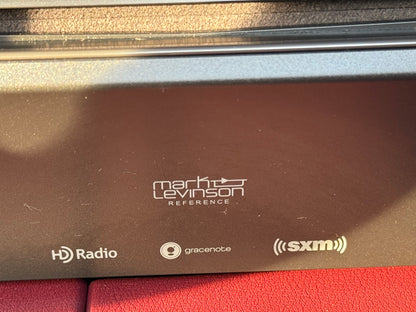 mark
Levinson
REFERENCE
HD Radio
gracenote
((sxm))